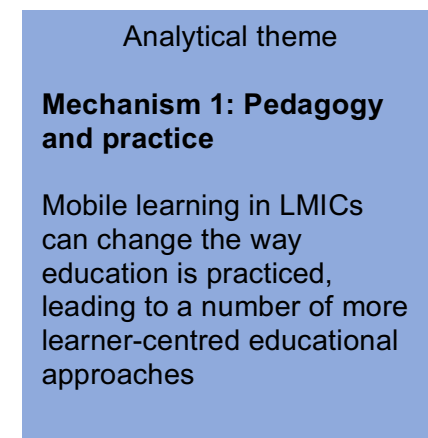 Analytical theme
Mechanism 1: Pedagogy
and practice
Mobile learning in LMICs
can change the way
education is practiced,
leading to a number of more
learner-centred educational
approaches